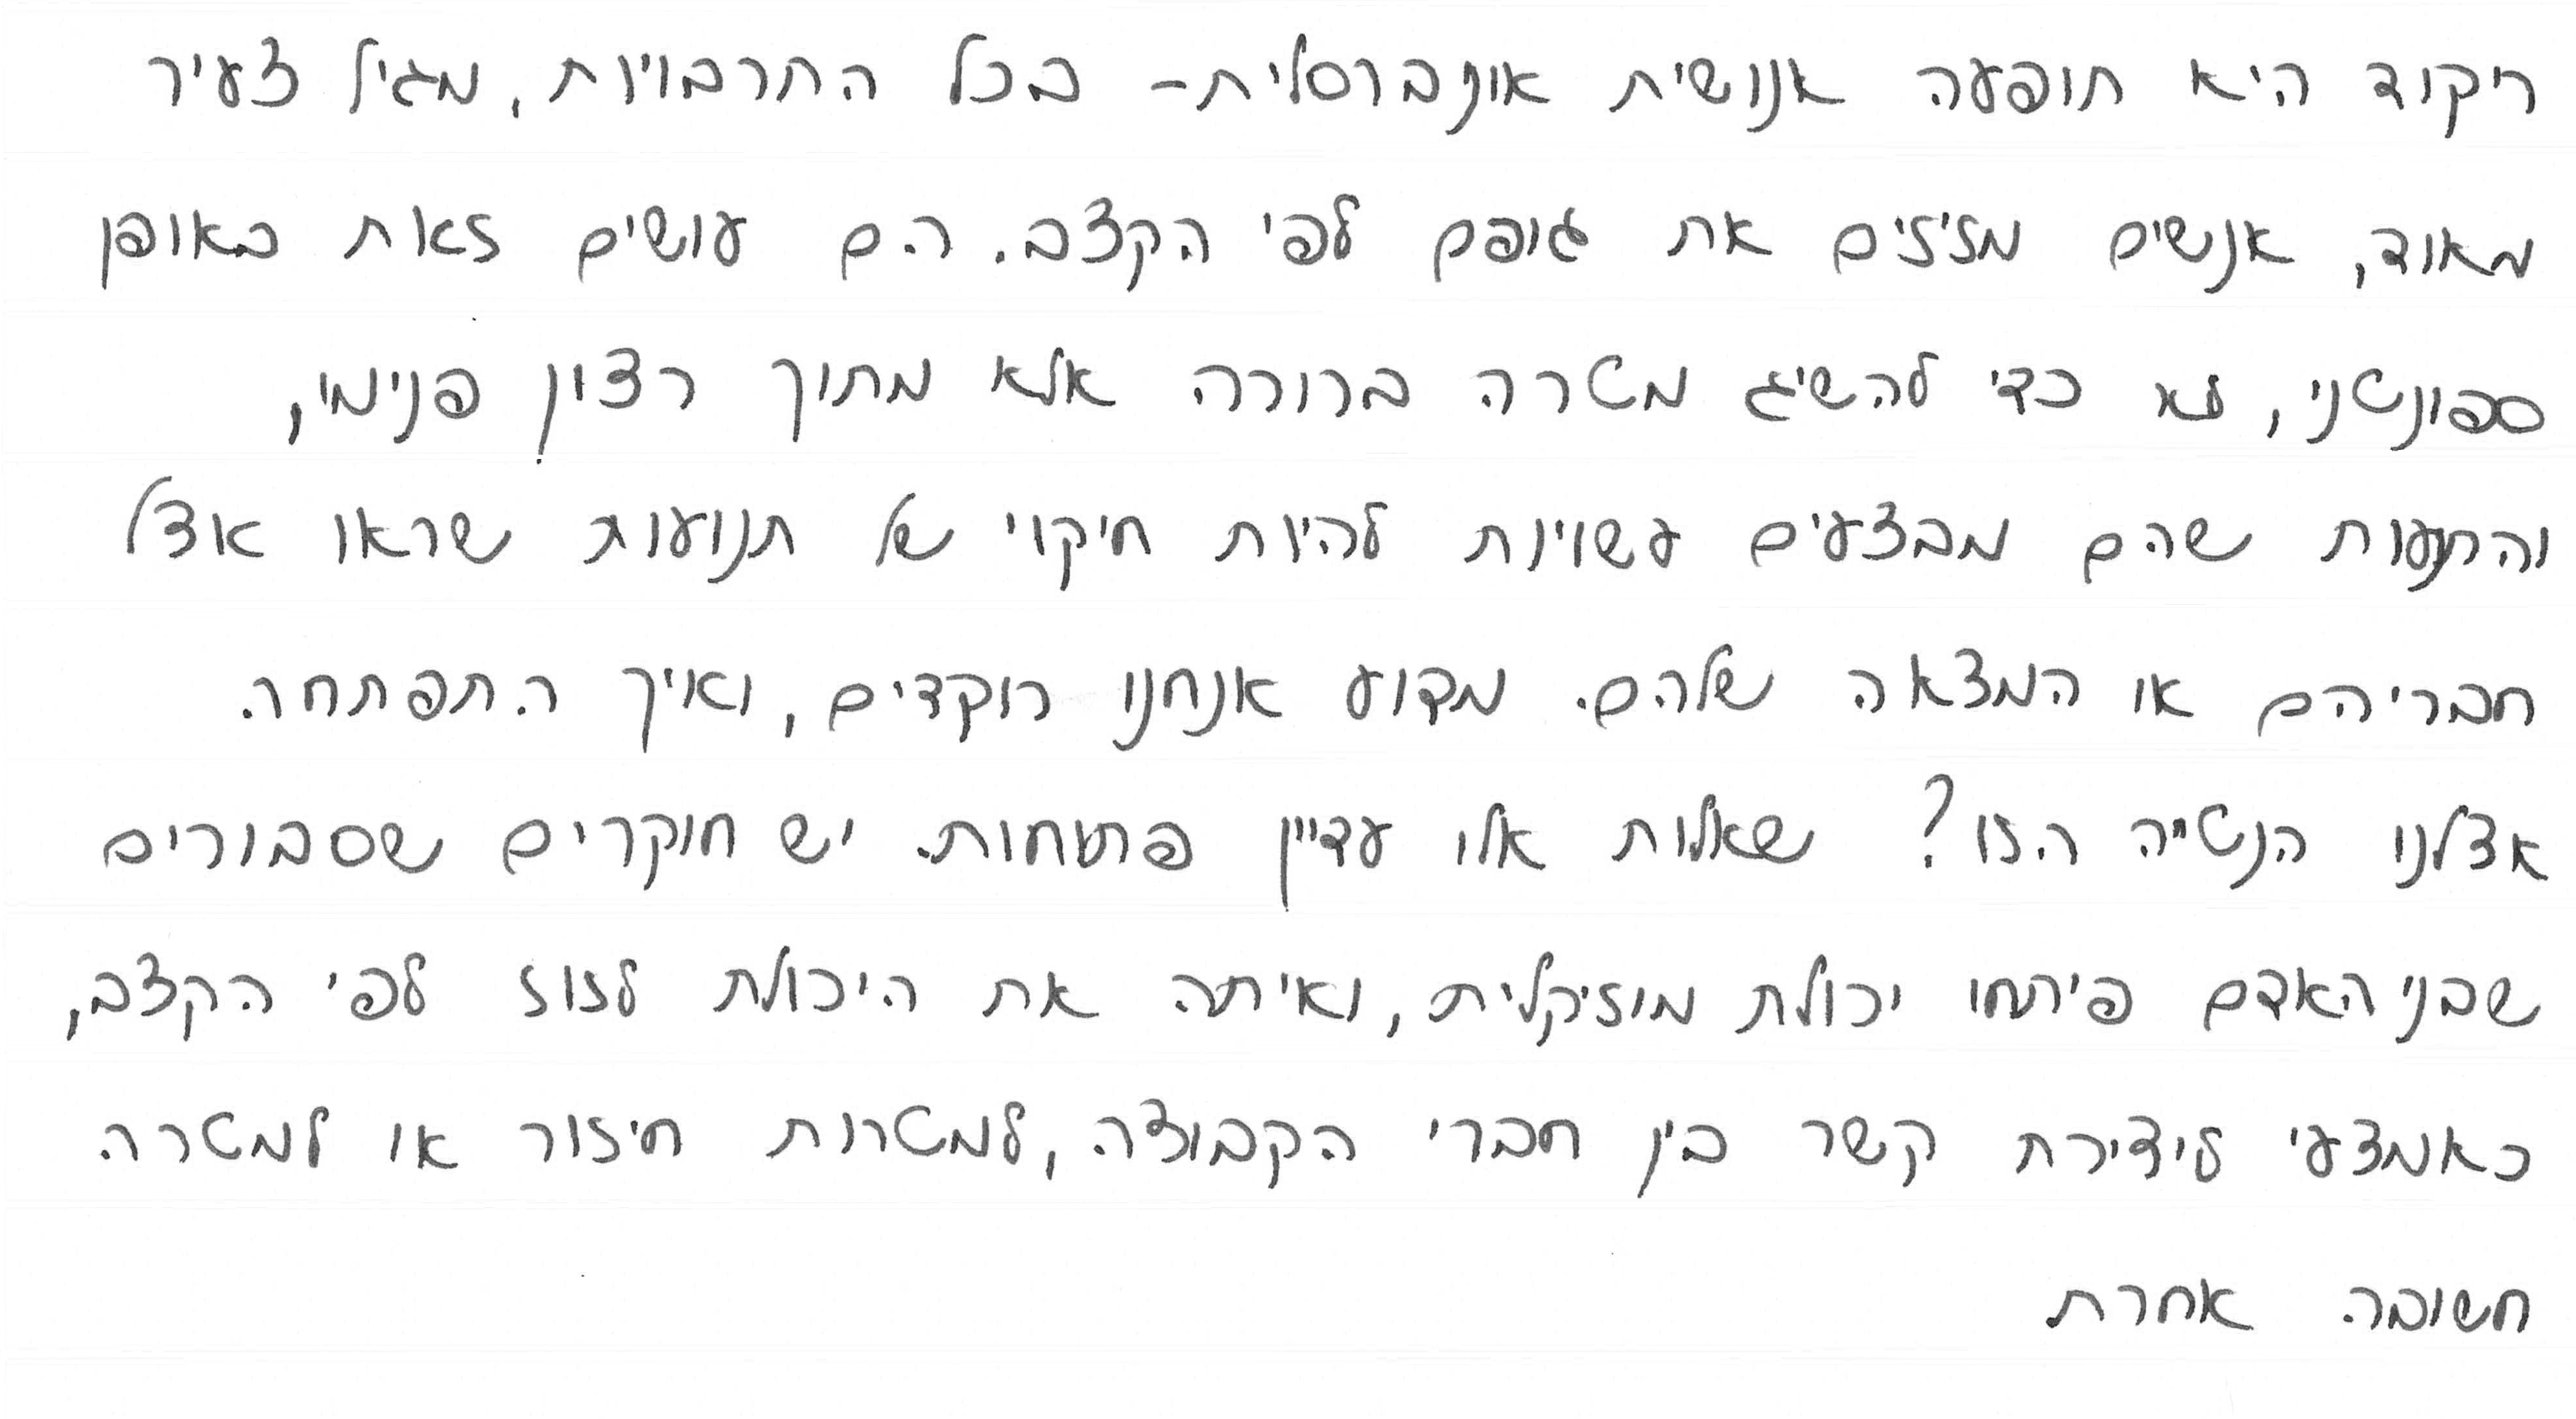 ריקוד היא תופעה אנושית אונברסלית- בכל התרבויות, מגיל צעיר
מאוד, אנשים מזיזים את גופם לפי הקצב. הם עושים זאת באופן
ספונטני, לא כדי להשיג מטרה ברורה אלא מתוך רצון פנימי,
והתנועות שהם מבצעים עשויות להיות חיקוי של תנועות שראו אצל
חבריהם או המצאה שלהם. מדוע אנחנו רוקדים, ואיך התפתחה
אצלנו הנטייה הזו? שאלות אלו עדיין פתוחות. יש חוקרים שסבורים
שבני האדם פיתחו יכולת מוזיקלית, ואיתה את היכולת לזוז לפי הקצב,
כאמצעי ליצירת קשר בין חברי הקבוצה, למטרות חיזור או למטרה
חשובה אחרת